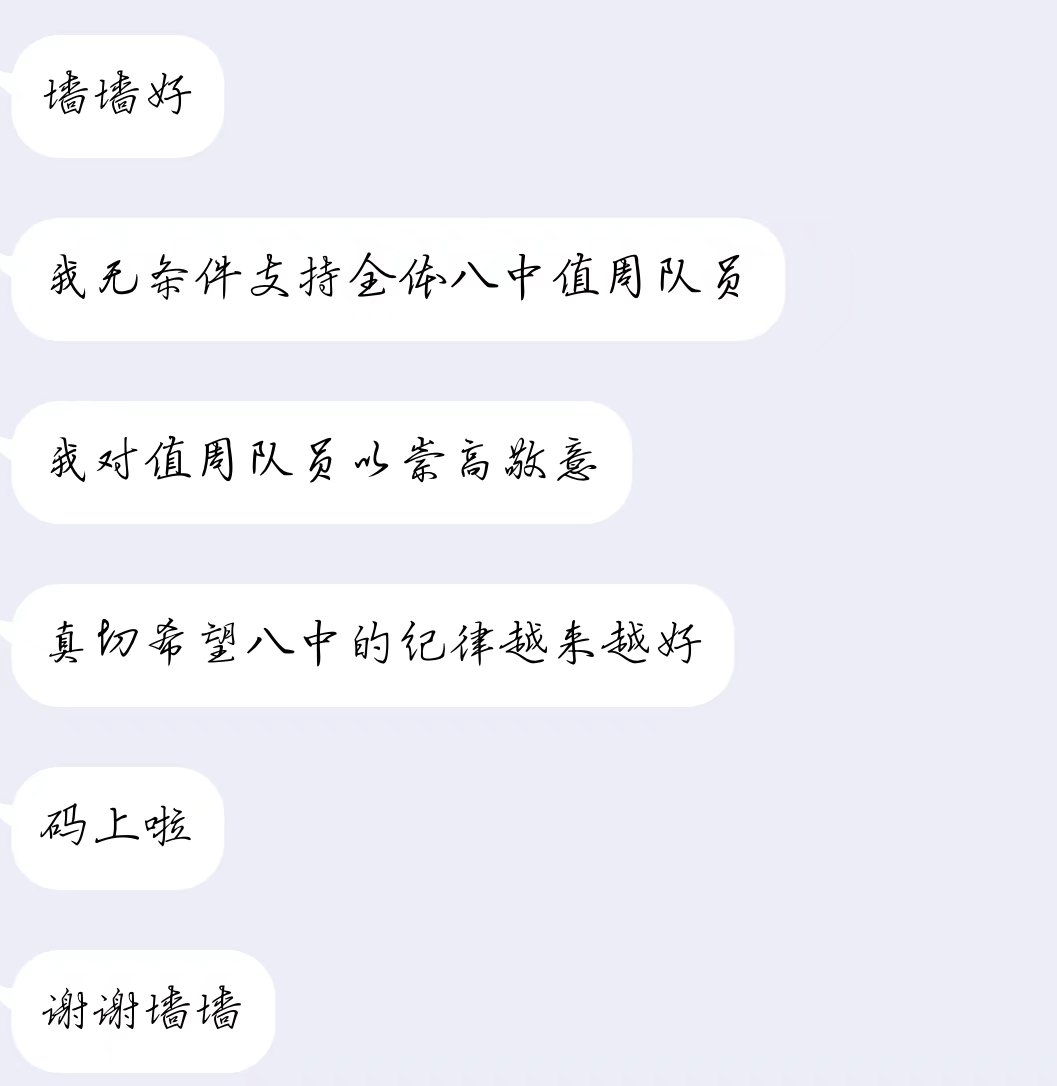 墙墙好
我无条件支持全体八中值周队员
我对值周队员以崇高敬意
真切希望八中的纪律越来越好
码上啦
谢谢墙墙